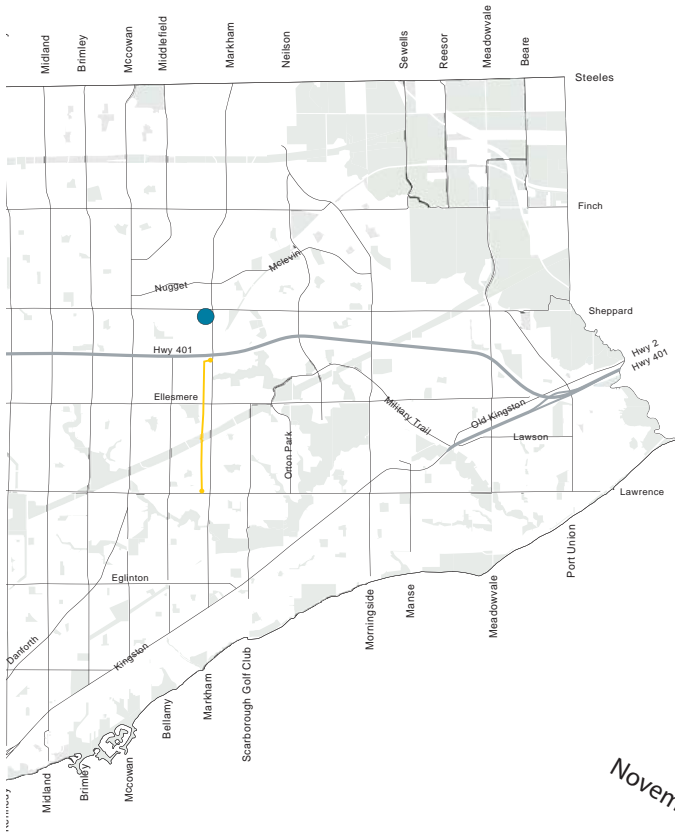 Midland
Brimley
Mccowan
Middlefield
Markham
Neilson
Sewells
Reesor
Meadowvale
Beare
Steeles
Finch
Mclevin
Nugget
Sheppard
Hwy 401
Hwy 2
Hwy 401
Ellesmere
Military Trail
Old Kingston
Lawson
Orton Park
Lawrence
Port Union
Eglinton
Morningside
Manse
Meadowvale
Danforth
Kingston
Scarborough Golf Club
Markham
Bellamy
Mccowan
Brimley
Midland
Novem